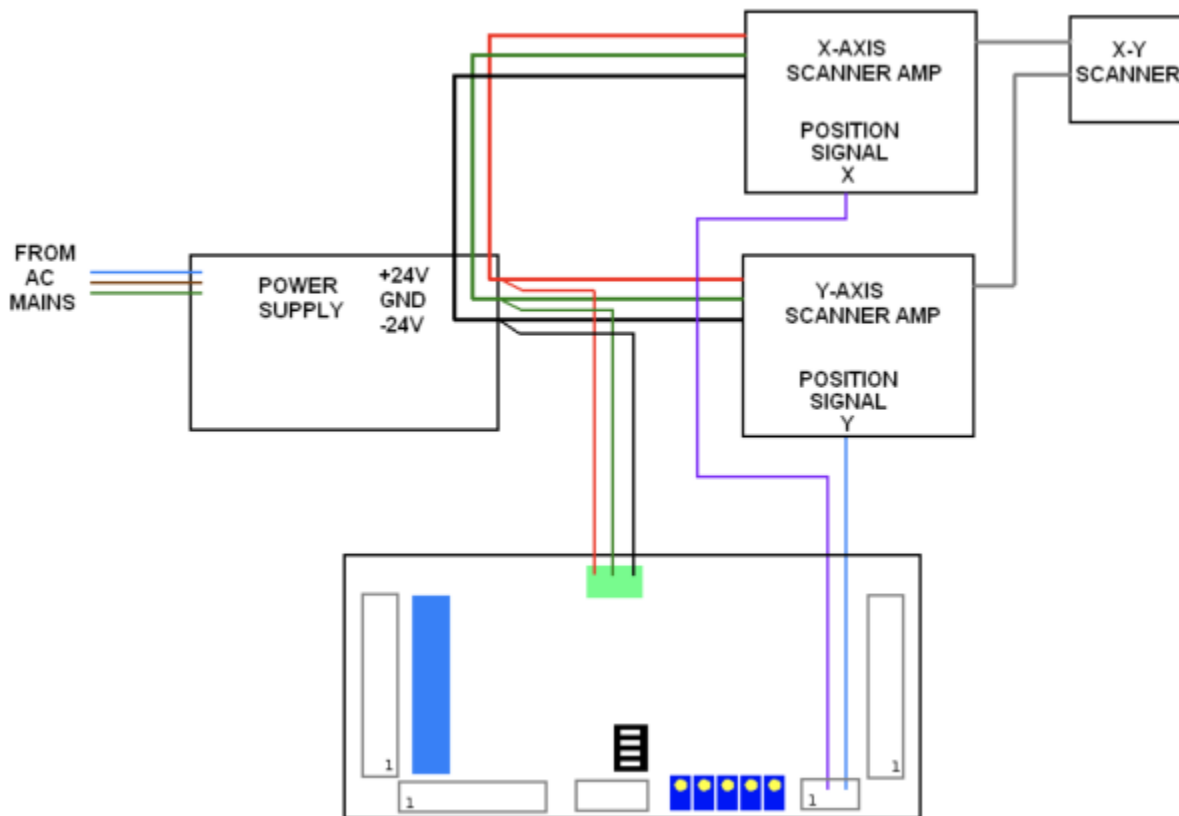 X-AXIS
SCANNER AMP
POSITION
SIGNAL
X
X-Y
SCANNER
FROM
AC
MAINS
POWER
SUPPLY
+24V
GND
-24V
Y-AXIS
SCANNER AMP
POSITION
SIGNAL
Y
1
1
1
1